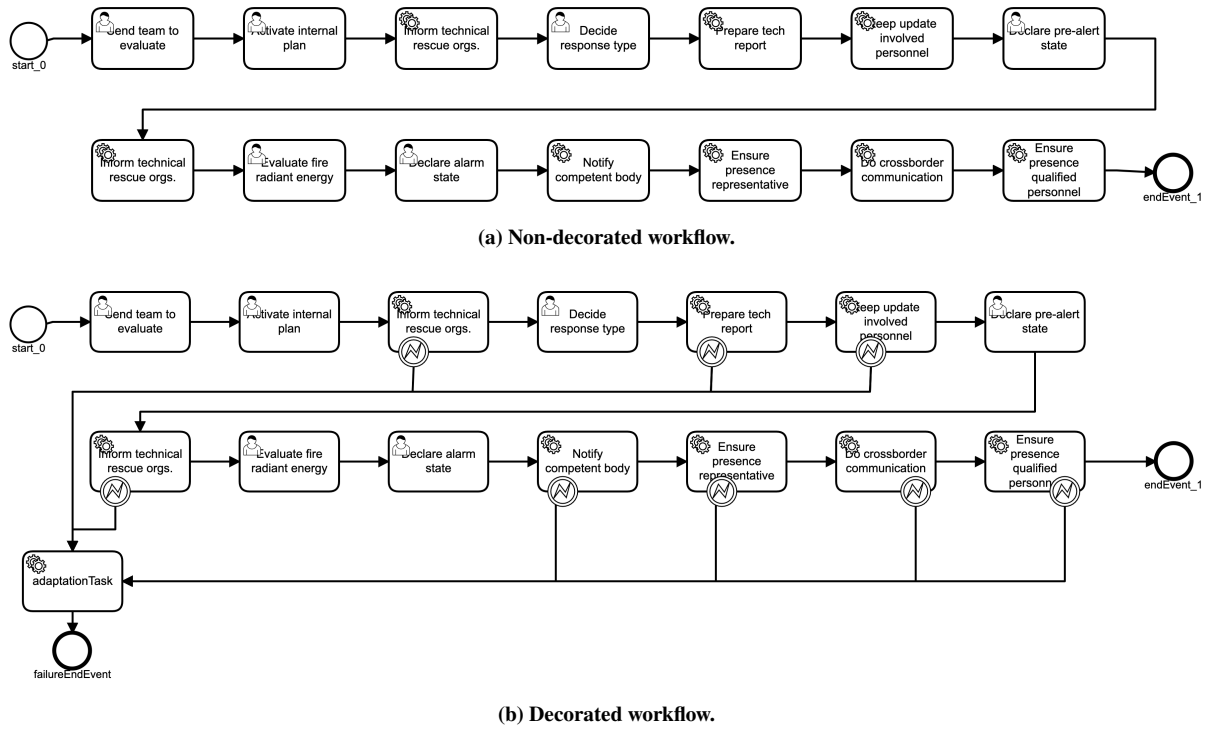 start_0
Send team to
evaluate
Activate internal
plan
Inform technical
rescue orgs.
Decide
response type
Prepare tech
report
Keep update
involved
personnel
Declare pre-alert
state
Inform technical
rescue orgs.
Evaluate fire
radiant energy
Declare alarm
state
Notify
competent body
Ensure
presence
representative
Do crossborder
communication
Ensure
presence
qualified
personnel
endEvent_1
(a) Non-decorated workflow.
start_0
Send team to
evaluate
Activate internal
plan
Inform technical
rescue orgs.
Decide
response type
Prepare tech
report
Keep update
involved
personnel
Declare pre-alert
state
Inform technical
rescue orgs.
Evaluate fire
radiant energy
Declare alarm
state
Notify
competent body
Ensure
presence
representative
Do crossborder
communication
Ensure
presence
qualified
personnel
endEvent_1
adaptationTask
failureEndEvent
(b) Decorated workflow.